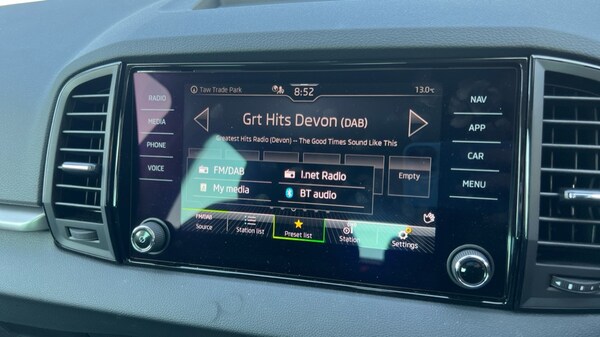 RADIO
MEDIA
PHONE
VOICE
Taw Trade Park
8:52
13.0°C
Grt Hits Devon (DAB)
Greatest Hits Radio (Devon) -- The Good Times Sound Like This
FM/DAB
I.net Radio
My media
BT audio
Empty
FM/DAB
Source
Station list
Preset list
Station
Settings
NAV
APP
CAR
MENU